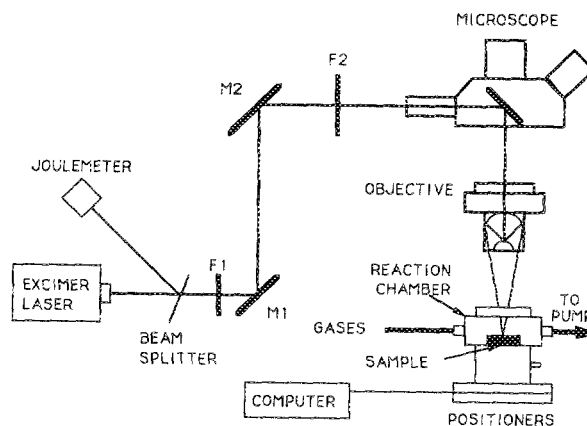 MICROSCOPE
F2
M2
JOULEMETER
OBJECTIVE
F1
REACTION
CHAMBER
TO
PUMP
EXCIMER
LASER
M1
GASES
BEAM
SPLITTER
SAMPLE
COMPUTER
POSITIONERS